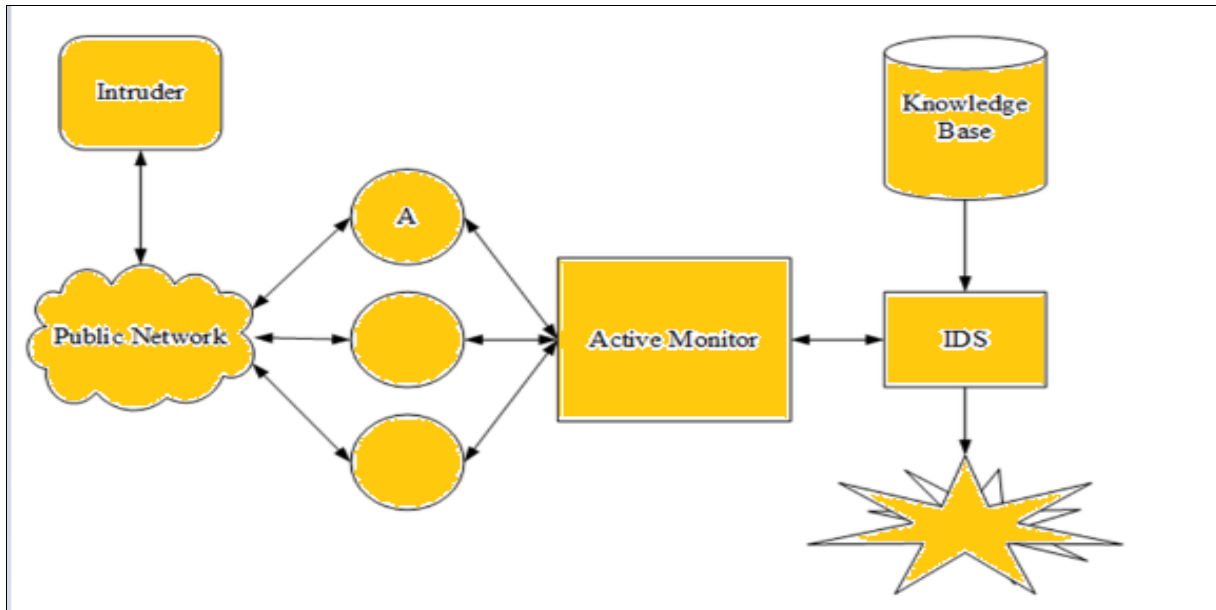 Intruder
Knowledge
Base
A
Public Network
Active Monitor
IDS